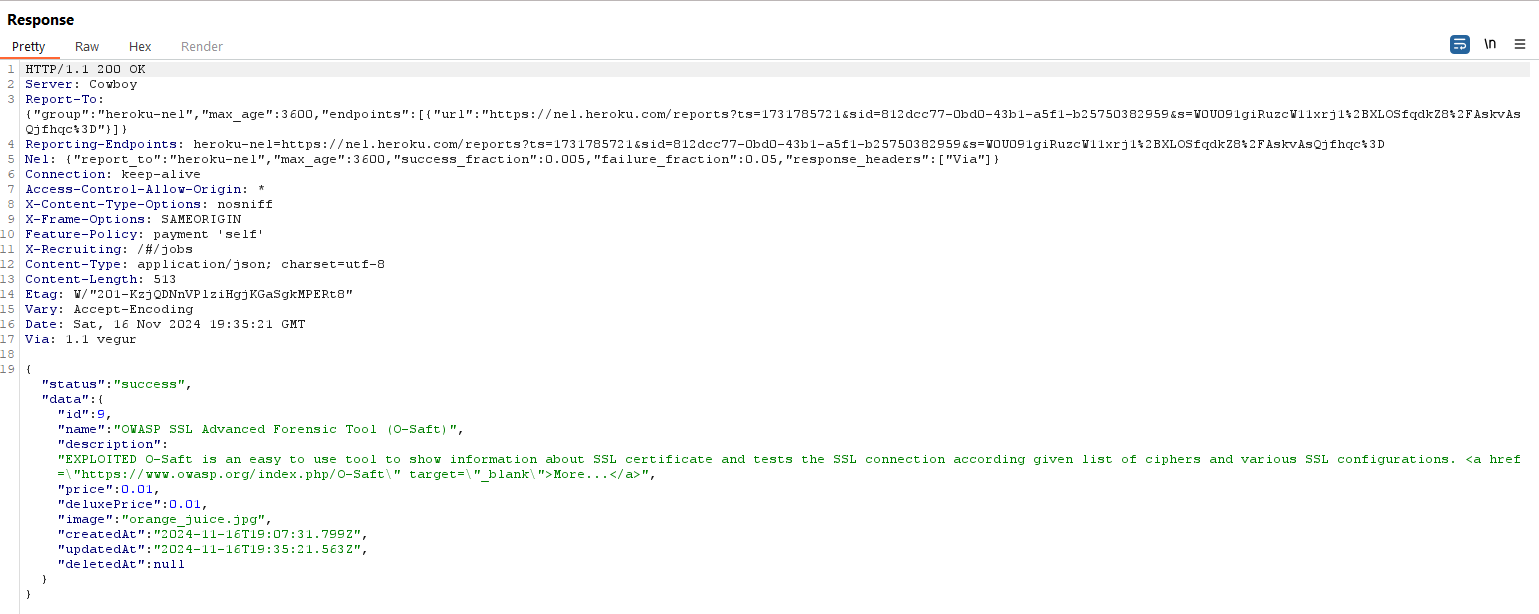 Response
Pretty Raw Hex Render
\n
1 HTTP/1.1 200 OK
2 Server: Cowboy
3 Report-To:
{"group":"heroku-nel","max_age":3600,"endpoints":[{"url":"https://nel.heroku.com/reports?ts=1731785721&sid=812dcc77-0bd0-43b1-a5f1-b25750382959&s=WOUO91giRuzcW11xrj1%2BXLOSfqdkZ8%2FAskvAs
Qjfhqc%3D"}]}
4 Reporting-Endpoints: heroku-nel=https://nel.heroku.com/reports?ts=1731785721&sid=812dcc77-0bd0-43b1-a5f1-b25750382959&s=WOUO91giRuzcW11xrj1%2BXLOSfqdkZ8%2FAskvAsQjfhqc%3D
5 Nel: {"report_to":"heroku-nel","max_age":3600,"success_fraction":0.005,"failure_fraction":0.05,"response_headers":["Via"]}
6 Connection: keep-alive
7 Access-Control-Allow-Origin: *
8 X-Content-Type-Options: nosniff
9 X-Frame-Options: SAMEORIGIN
10 Feature-Policy: payment 'self'
11 X-Recruiting: /#/jobs
12 Content-Type: application/json; charset=utf-8
13 Content-Length: 513
14 Etag: W/"201-KzjQDNnVPlziHgjKGaSgkMPERt8"
15 Vary: Accept-Encoding
16 Date: Sat, 16 Nov 2024 19:35:21 GMT
17 Via: 1.1 vegur
18
19 {
"status":"success",
"data":{
"id":9,
"name":"OWASP SSL Advanced Forensic Tool (O-Saft)",
"description":
"EXPLOITED O-Saft is an easy to use tool to show information about SSL certificate and tests the SSL connection according given list of ciphers and various SSL configurations. <a href
=\"https://www.owasp.org/index.php/O-Saft\" target=\"_blank\">More...</a>",
"price":0.01,
"deluxePrice":0.01,
"image":"orange_juice.jpg",
"createdAt":"2024-11-16T19:07:31.799Z",
"updatedAt":"2024-11-16T19:35:21.563Z",
"deletedAt":null
}
}